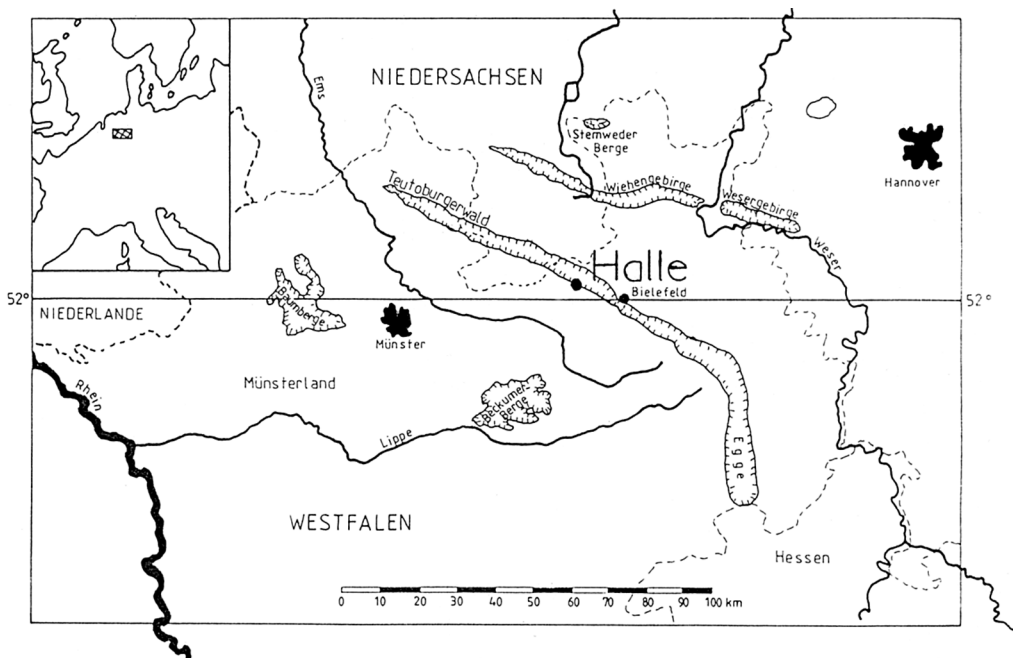 NIEDERSACHSEN
Ems
Stemweder
Berge
Hannover
Teutoburgerwald
Wiehengebirge
Wesergebirge
Weser
Halle
Bielefeld
52°
52°
NIEDERLANDE
Baumberge
Münster
Münsterland
Rhein
Beckumer-
Berge
Lippe
Egge
WESTFALEN
Hessen
0 10 20 30 40 50 60 70 80 90 100 km